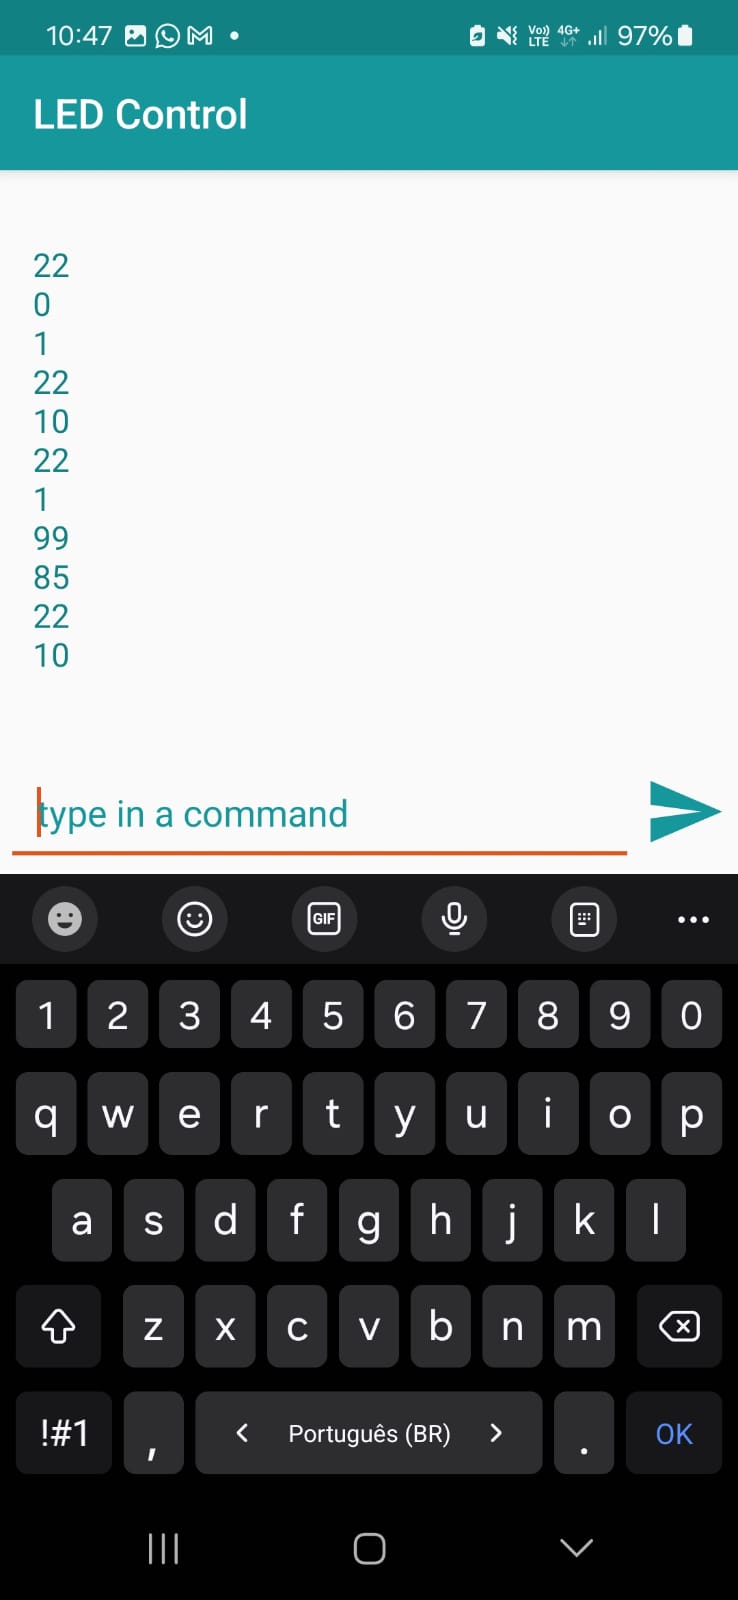 10:47 97%
Vo)) LTE 4G+
LED Control
22
0
1
22
10
22
1
99
85
22
10
type in a command
GIF
1 2 3 4 5 6 7 8 9 0
q w e r t y u i o p
a s d f g h j k l
z x c v b n m
!#1 , < Português (BR) > . OK